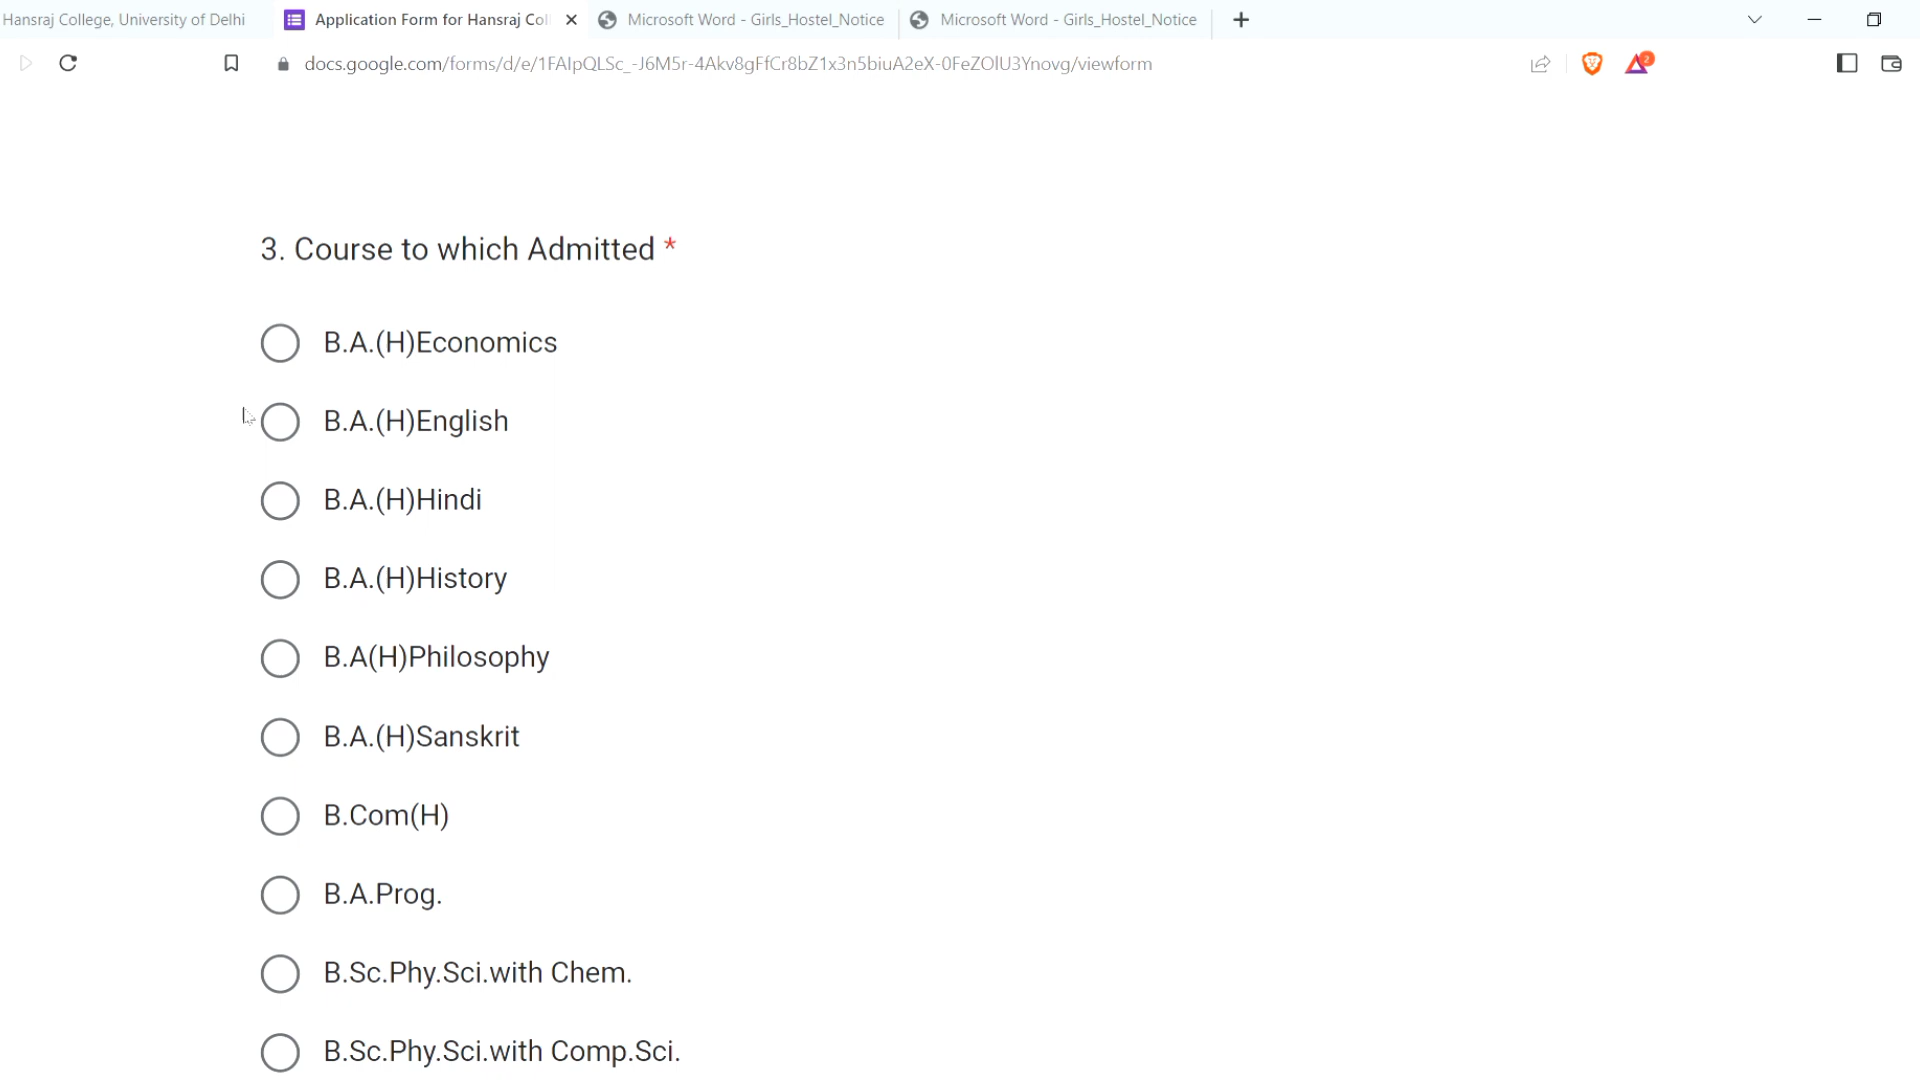 Hansraj College, University of Delhi
Application Form for Hansraj Col
Microsoft Word - Girls_Hostel_Notice
Microsoft Word - Girls_Hostel_Notice
docs.google.com/forms/d/e/1FAIpQLSc_-J6M5r-4Akv8gFfCr8bZ1x3n5biuA2eX-0FeZOlU3Ynovg/viewform
2
3. Course to which Admitted *
B.A.(H)Economics
B.A.(H)English
B.A.(H)Hindi
B.A.(H)History
B.A(H)Philosophy
B.A.(H)Sanskrit
B.Com(H)
B.A.Prog.
B.Sc.Phy.Sci.with Chem.
B.Sc.Phy.Sci.with Comp.Sci.